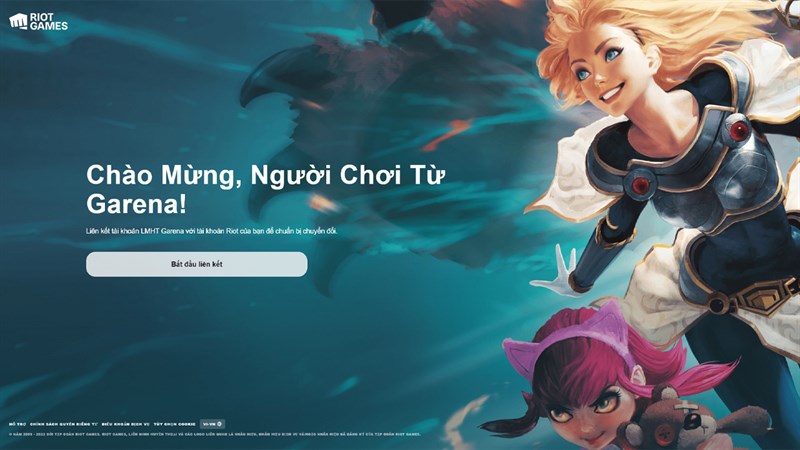 RIOT
GAMES
Chào Mừng, Người Chơi Từ
Garena!
Liên kết tài khoản LMHT Garena với tài khoản Riot của bạn để chuẩn bị chuyển đổi.
Bắt đầu liên kết
HỖ TRỢ CHÍNH SÁCH QUYỀN RIÊNG TƯ ĐIỀU KHOẢN DỊCH VỤ TÙY CHỌN COOKIE VI-VN